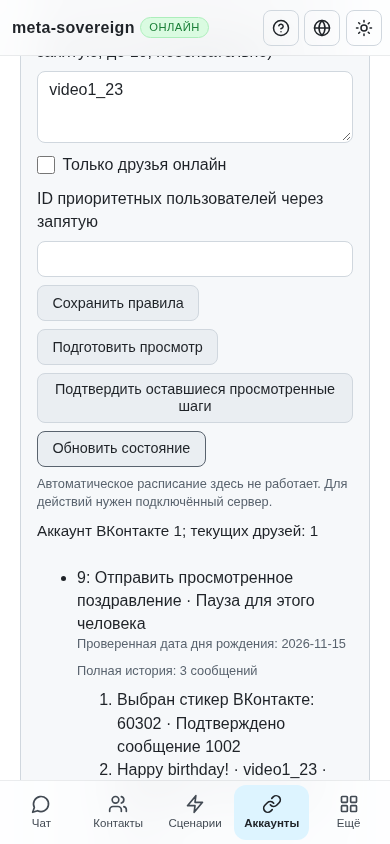 meta-sovereign ОНЛАЙН
video1_23
Только друзья онлайн
ID приоритетных пользователей через
запятую
Сохранить правила
Подготовить просмотр
Подтвердить оставшиеся просмотренные
шаги
Обновить состояние
Автоматическое расписание здесь не работает. Для
действий нужен подключённый сервер.
Аккаунт ВКонтакте 1; текущих друзей: 1
• 9: Отправить просмотренное
поздравление · Пауза для этого
человека
Проверенная дата дня рождения: 2026-11-15
Полная история: 3 сообщений
1. Выбран стикер ВКонтакте:
60302 · Подтверждено
сообщение 1002
2. Happy birthday! · video1_23 ·
Чат
Контакты
Сценарии
Аккаунты
Ещё